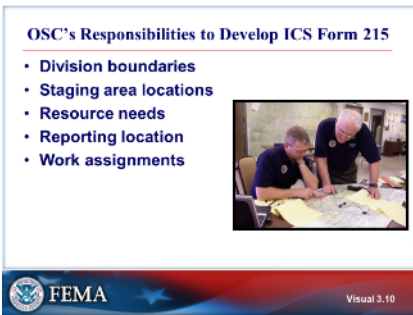 OSC's Responsibilities to Develop ICS Form 215
• Division boundaries
• Staging area locations
• Resource needs
• Reporting location
• Work assignments
FEMA
Visual 3.10